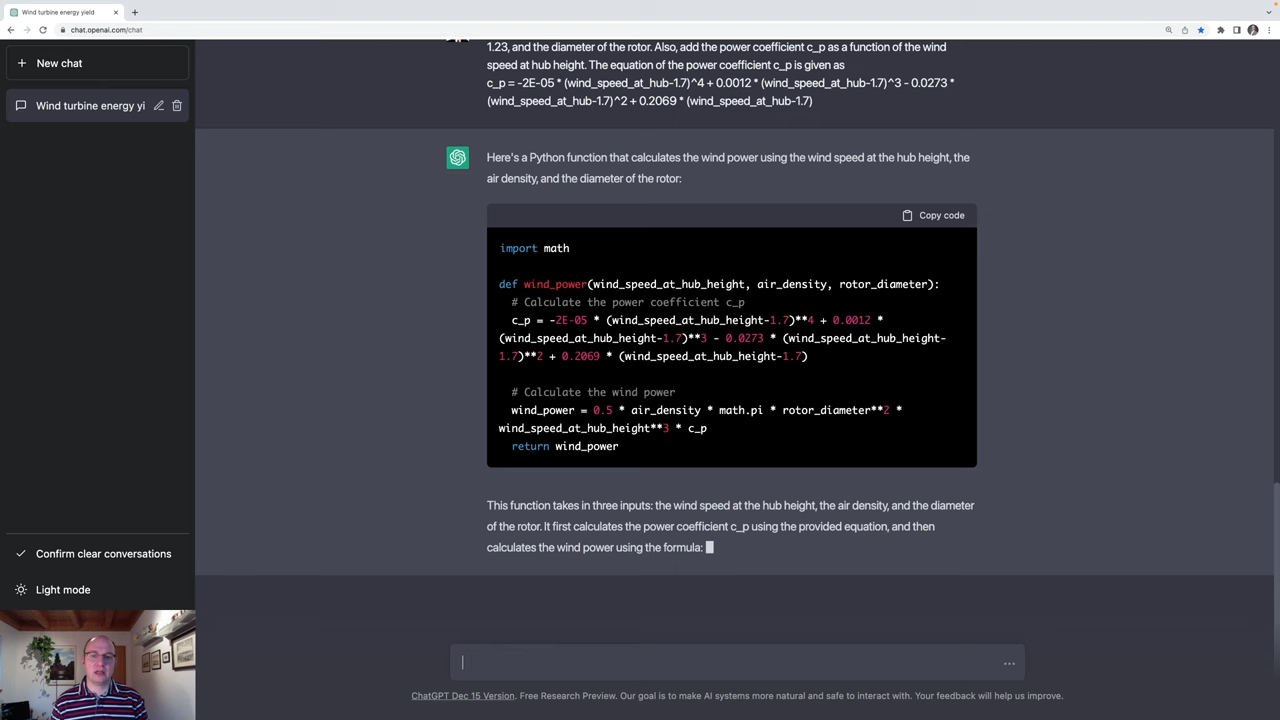 Wind turbine energy yield
chat.openai.com/chat
New chat
Wind turbine energy yi
1.23, and the diameter of the rotor. Also, add the power coefficient c_p as a function of the wind
speed at hub height. The equation of the power coefficient c_p is given as
c_p = -2E-05 * (wind_speed_at_hub-1.7)^4 + 0.0012 * (wind_speed_at_hub-1.7)^3 - 0.0273 *
(wind_speed_at_hub-1.7)^2 + 0.2069 * (wind_speed_at_hub-1.7)
Here's a Python function that calculates the wind power using the wind speed at the hub height, the
air density, and the diameter of the rotor:
Copy code
import math
def wind_power(wind_speed_at_hub_height, air_density, rotor_diameter):
# Calculate the power coefficient c_p
c_p = -2E-05 * (wind_speed_at_hub_height-1.7)**4 + 0.0012 *
(wind_speed_at_hub_height-1.7)**3 - 0.0273 * (wind_speed_at_hub_height-
1.7)**2 + 0.2069 * (wind_speed_at_hub_height-1.7)
# Calculate the wind power
wind_power = 0.5 * air_density * math.pi * rotor_diameter**2 *
wind_speed_at_hub_height**3 * c_p
return wind_power
This function takes in three inputs: the wind speed at the hub height, the air density, and the diameter
of the rotor. It first calculates the power coefficient c_p using the provided equation, and then
calculates the wind power using the formula:
Confirm clear conversations
Light mode
ChatGPT Dec 15 Version. Free Research Preview. Our goal is to make AI systems more natural and safe to interact with. Your feedback will help us improve.